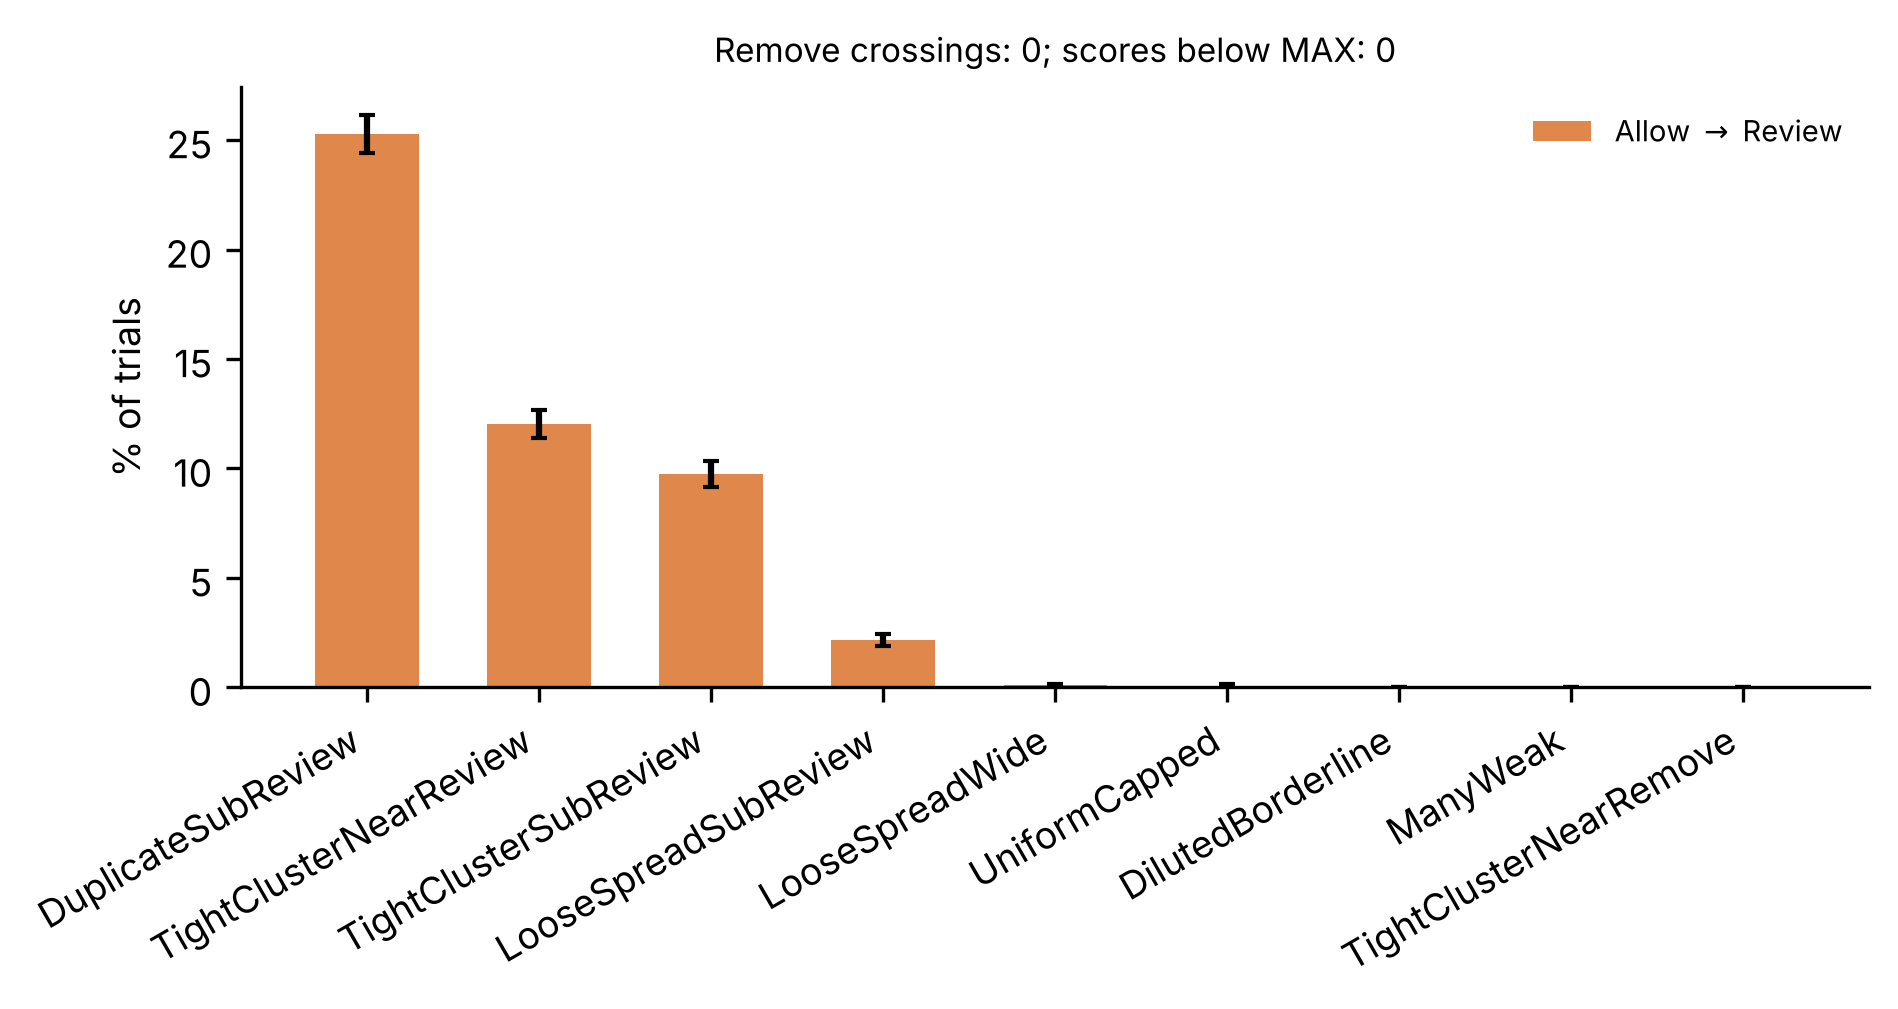 Remove crossings: 0; scores below MAX: 0
Allow → Review
% of trials
25
20
15
10
5
0
DuplicateSubReview
TightClusterNearReview
TightClusterSubReview
LooseSpreadSubReview
LooseSpreadWide
UniformCapped
DilutedBorderline
ManyWeak
TightClusterNearRemove